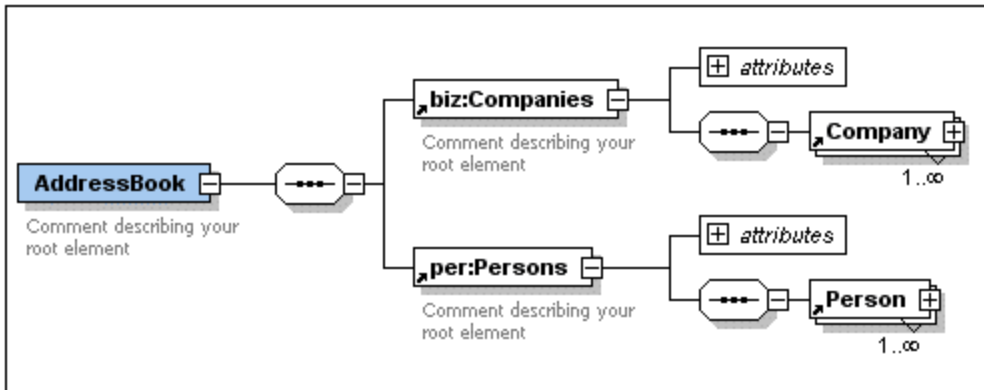 AddressBook
Comment describing your
root element
biz:Companies
Comment describing your
root element
attributes
Company
1..∞
per:Persons
Comment describing your
root element
attributes
Person
1..∞